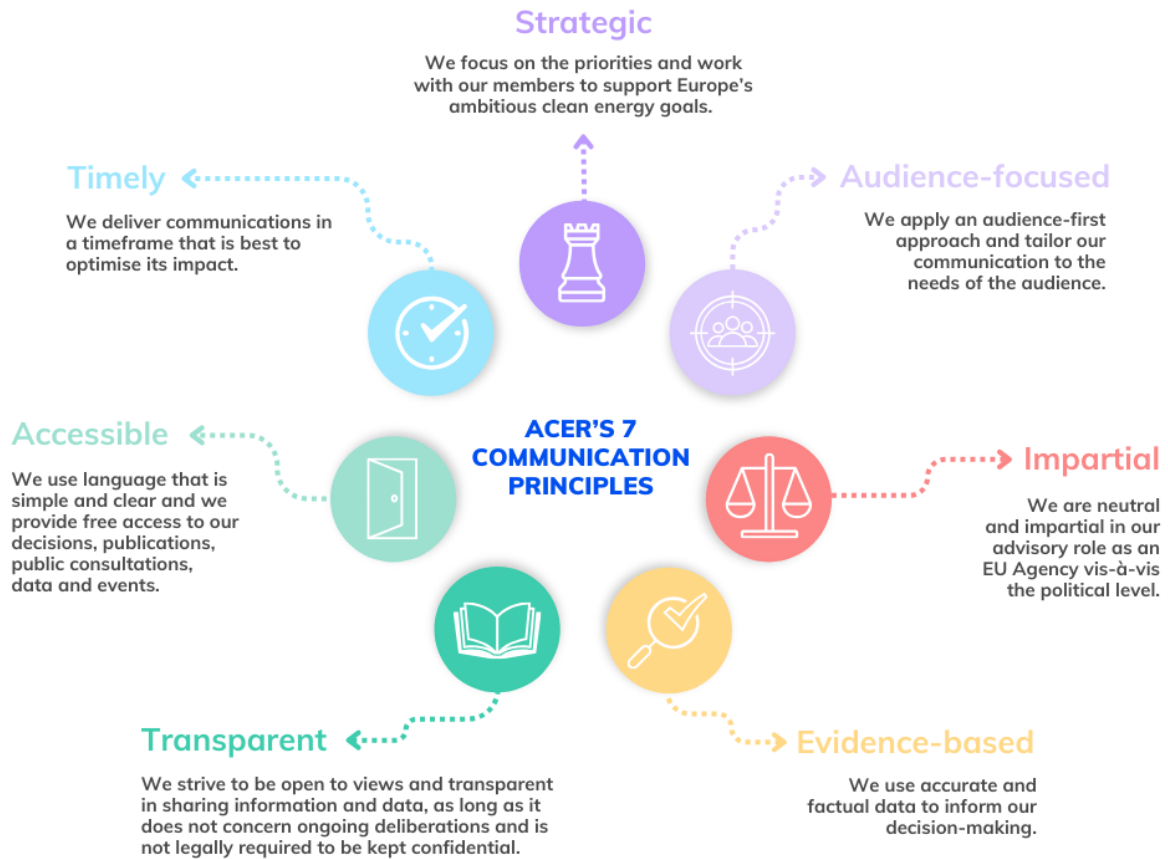 Strategic
We focus on the priorities and work
with our members to support Europe's
ambitious clean energy goals.
Timely
We deliver communications in
a timeframe that is best to
optimise its impact.
Audience-focused
We apply an audience-first
approach and tailor our
communication to the
needs of the audience.
ACER'S 7
COMMUNICATION
PRINCIPLES
Accessible
We use language that is
simple and clear and we
provide free access to our
decisions, publications,
public consultations,
data and events.
Impartial
We are neutral
and impartial in our
advisory role as an
EU Agency vis-à-vis
the political level.
Transparent
We strive to be open to views and transparent
in sharing information and data, as long as it
does not concern ongoing deliberations and is
not legally required to be kept confidential.
Evidence-based
We use accurate and
factual data to inform our
decision-making.